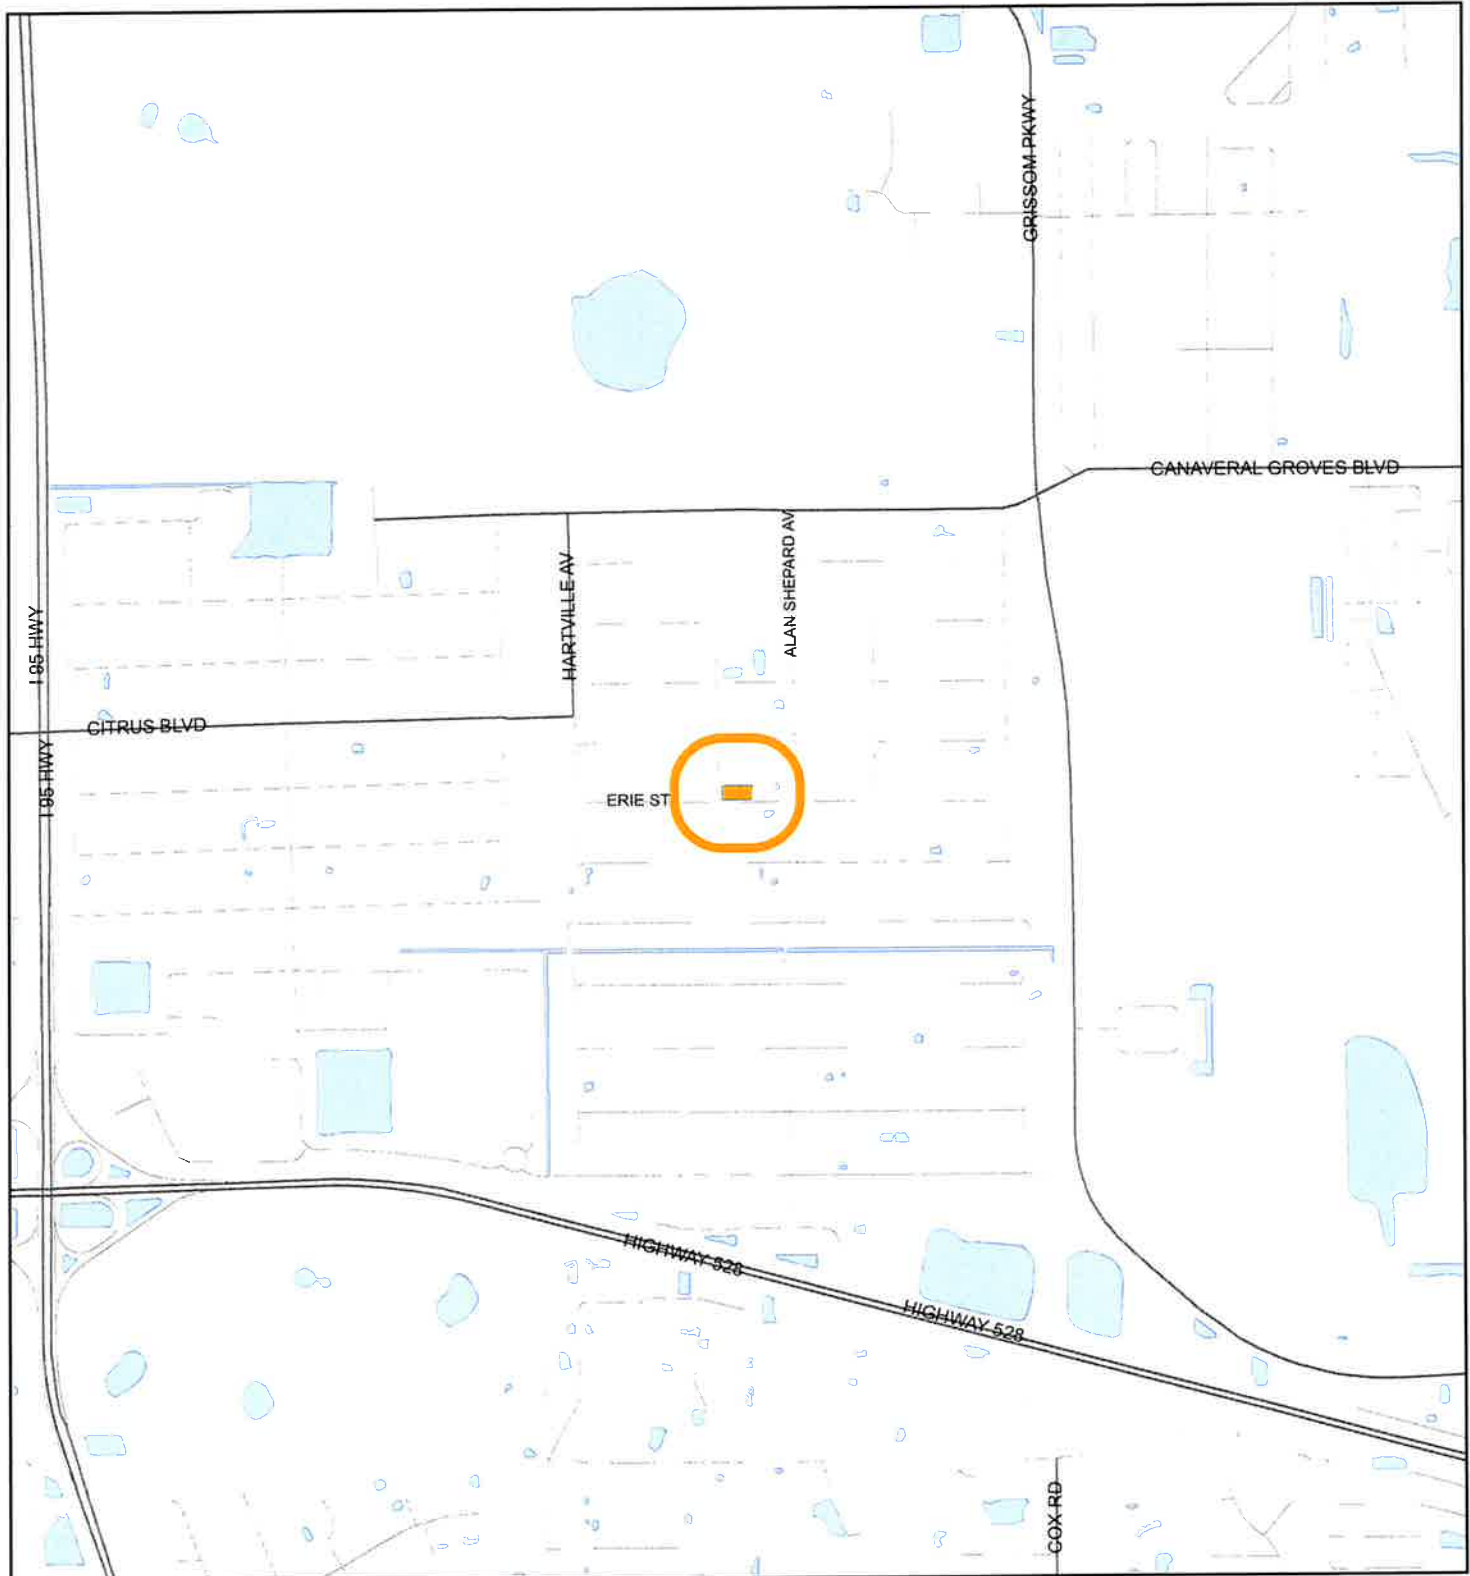 GRISSOM PKWY
CANAVERAL GROVES BLVD
ALAN SHEPARD AV
HARTVILLE AV
I 95 HWY
CITRUS BLVD
I 95 HWY
ERIE ST
HIGHWAY 528
HIGHWAY 528
COX RD